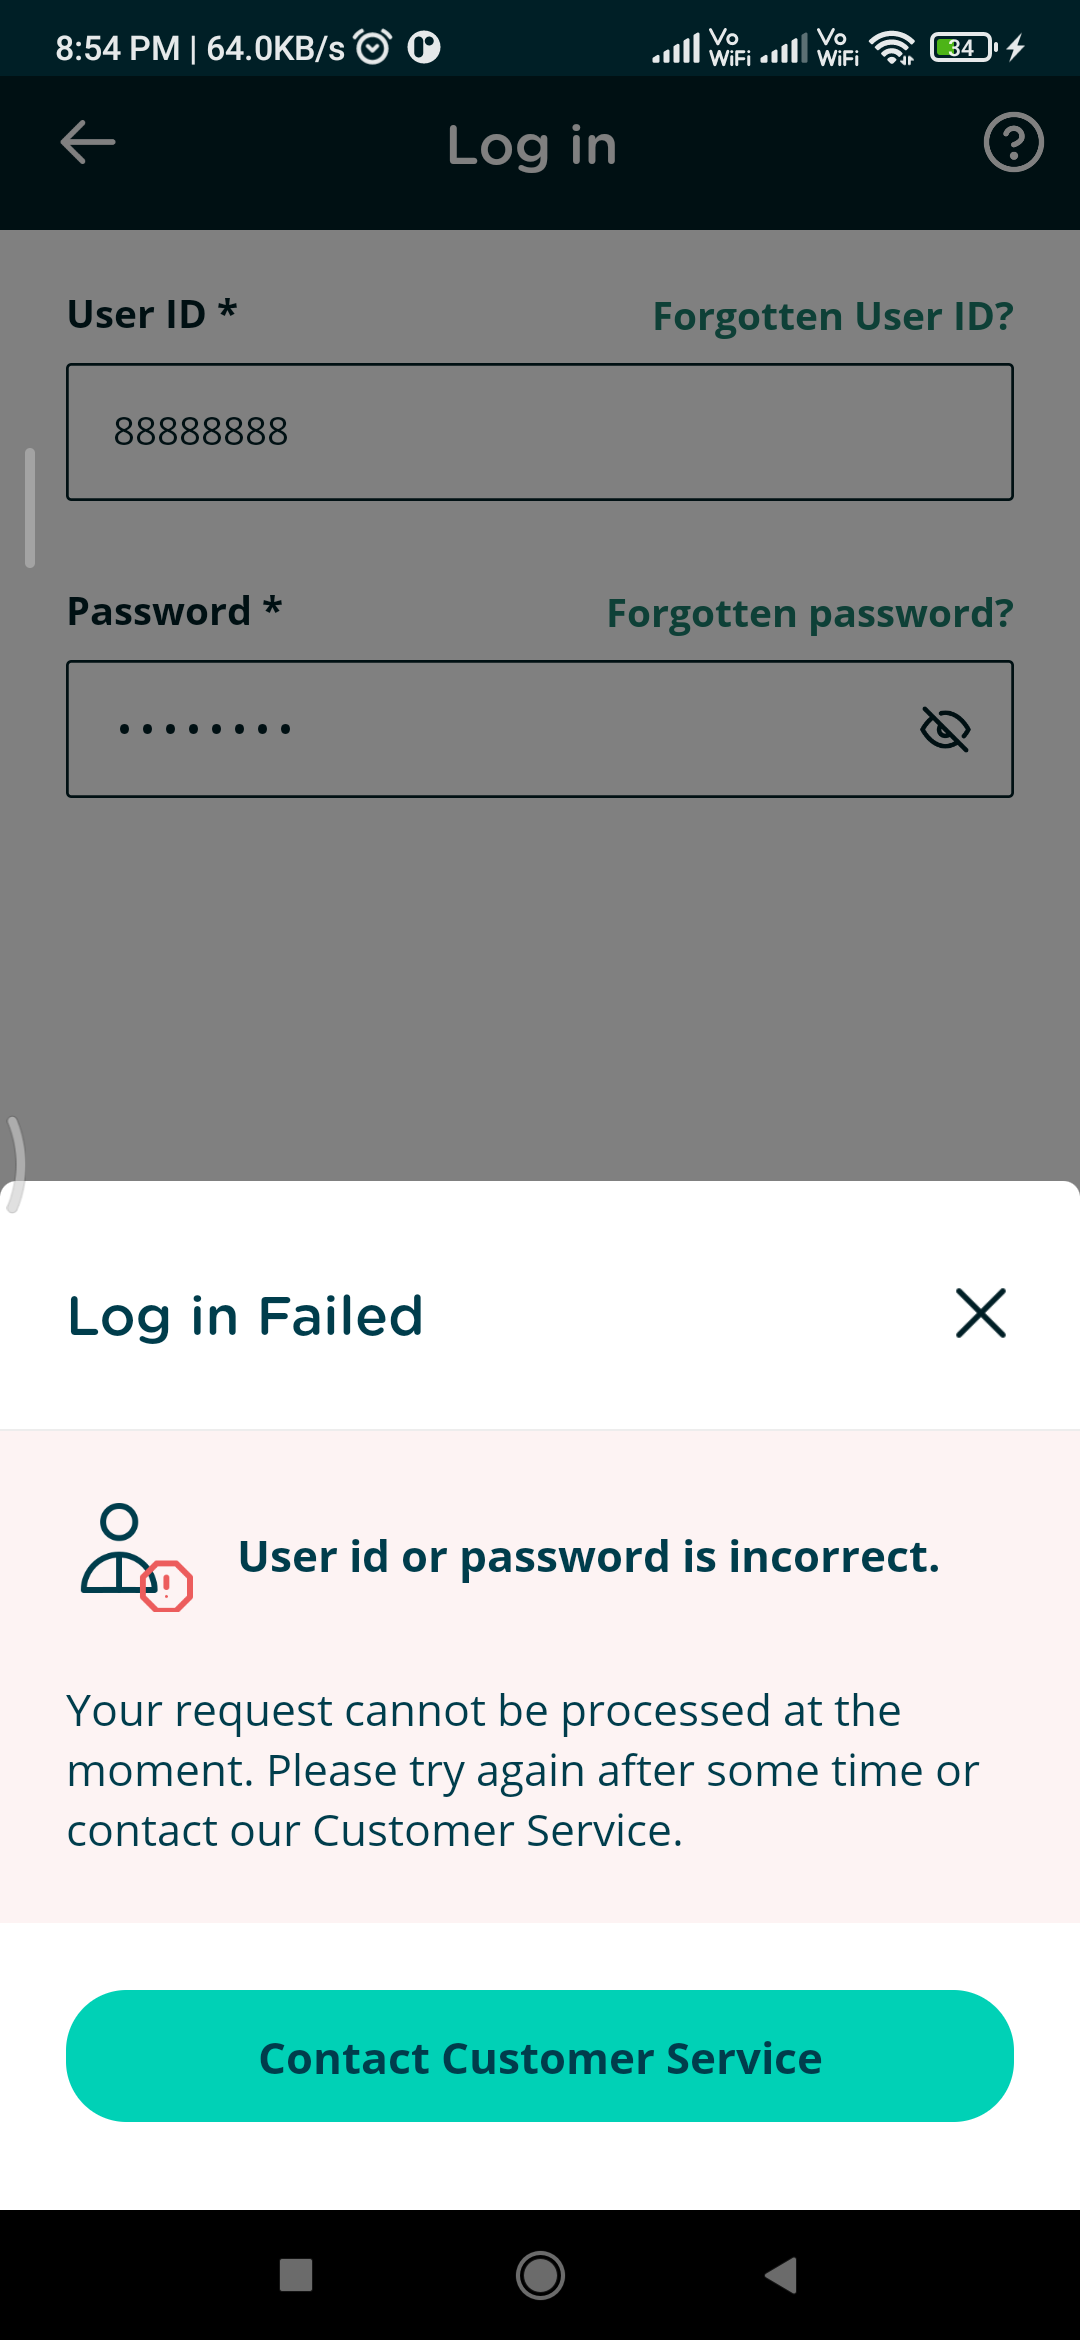 8:54 PM | 64.0KB/s Vo WiFi Vo WiFi 34
Log in
User ID * Forgotten User ID?
88888888
Password * Forgotten password?
Log in Failed
User id or password is incorrect.
Your request cannot be processed at the
moment. Please try again after some time or
contact our Customer Service.
Contact Customer Service